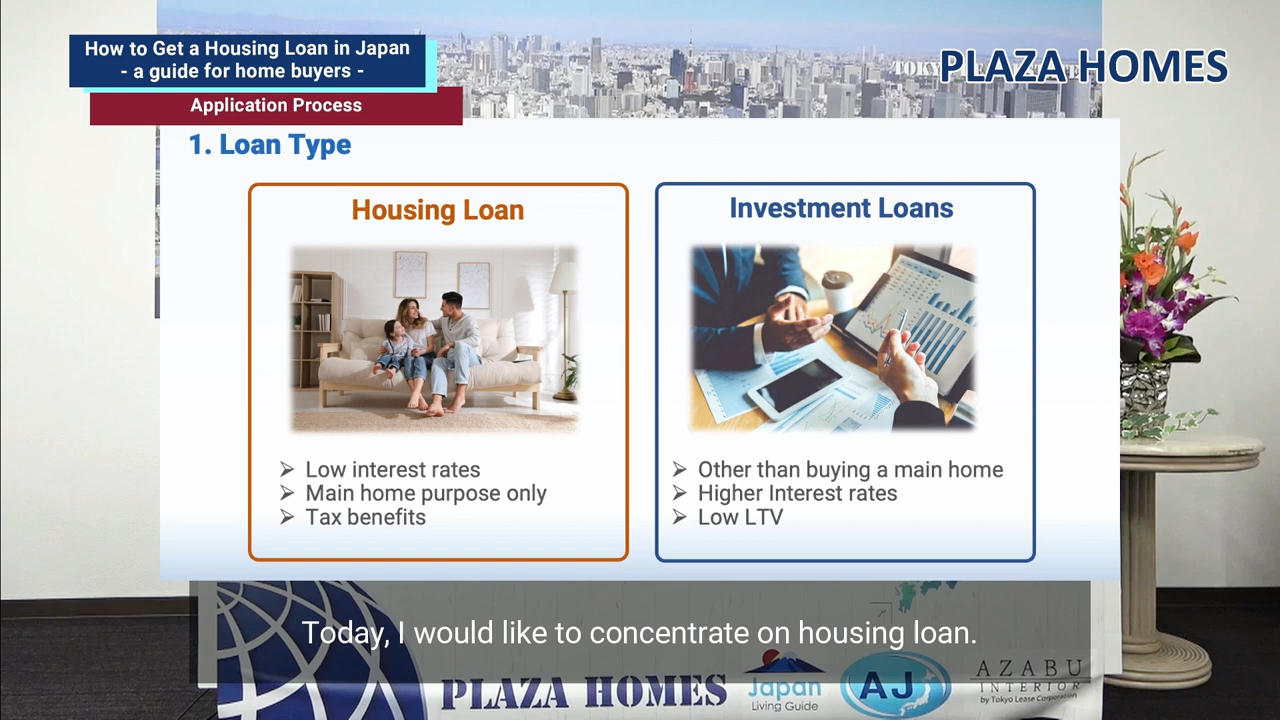 How to Get a Housing Loan in Japan
- a guide for home buyers -
Application Process
PLAZA HOMES
TOKY
1. Loan Type
Housing Loan
Low interest rates
Main home purpose only
Tax benefits
Investment Loans
Other than buying a main home
Higher Interest rates
Low LTV
Today, I would like to concentrate on housing loan.
PLAZA HOMES
Japan
Living Guide
AJ
AZABU
INTERIOR
by Tokyo Lease Corporation